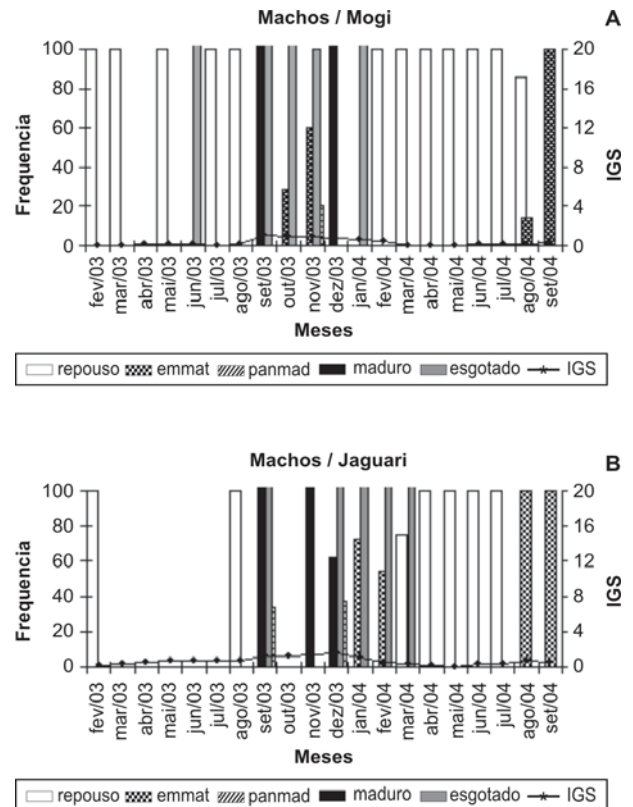 Machos / Mogi
A
Frequencia
100
80
60
40
20
0
20
16
12
8
4
0
IGS
fev/03
mar/03
abr/03
mai/03
jun/03
jul/03
ago/03
set/03
out/03
nov/03
dez/03
jan/04
fev/04
mar/04
abr/04
mai/04
jun/04
jul/04
ago/04
set/04
Meses
repouso emmat panmad maduro esgotado IGS
Machos / Jaguari
B
Frequencia
100
80
60
40
20
0
20
16
12
8
4
0
IGS
fev/03
mar/03
abr/03
mai/03
jun/03
jul/03
ago/03
set/03
out/03
nov/03
dez/03
jan/04
fev/04
mar/04
abr/04
mai/04
jun/04
jul/04
ago/04
set/04
Meses
repouso emmat panmad maduro esgotado IGS